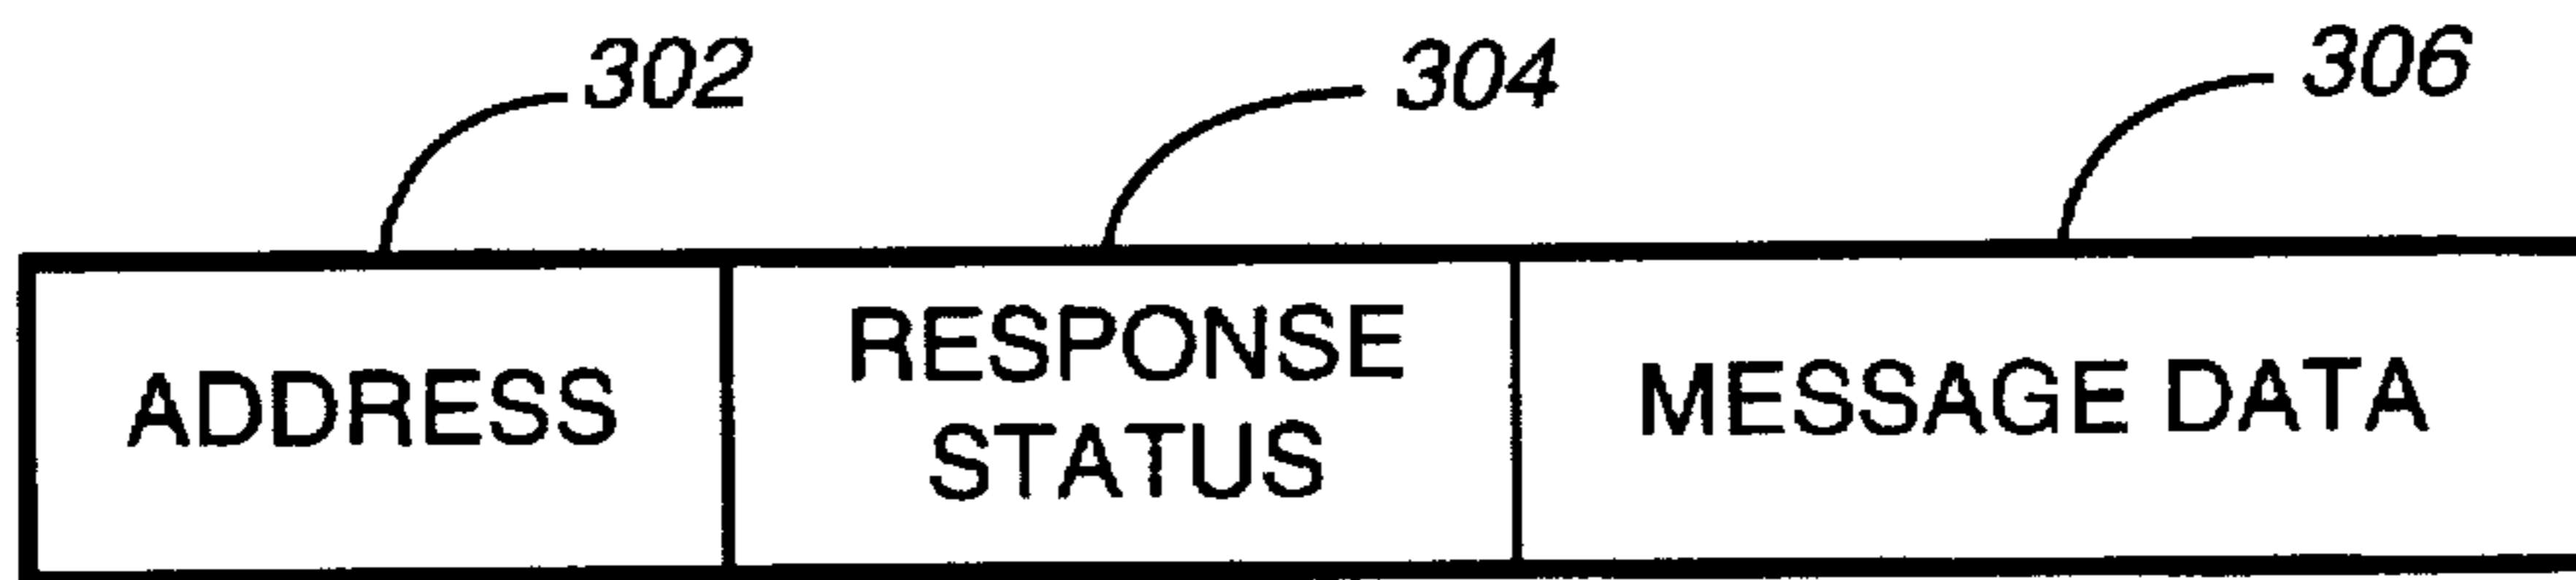 302
304
306
ADDRESS
RESPONSE
STATUS
MESSAGE DATA